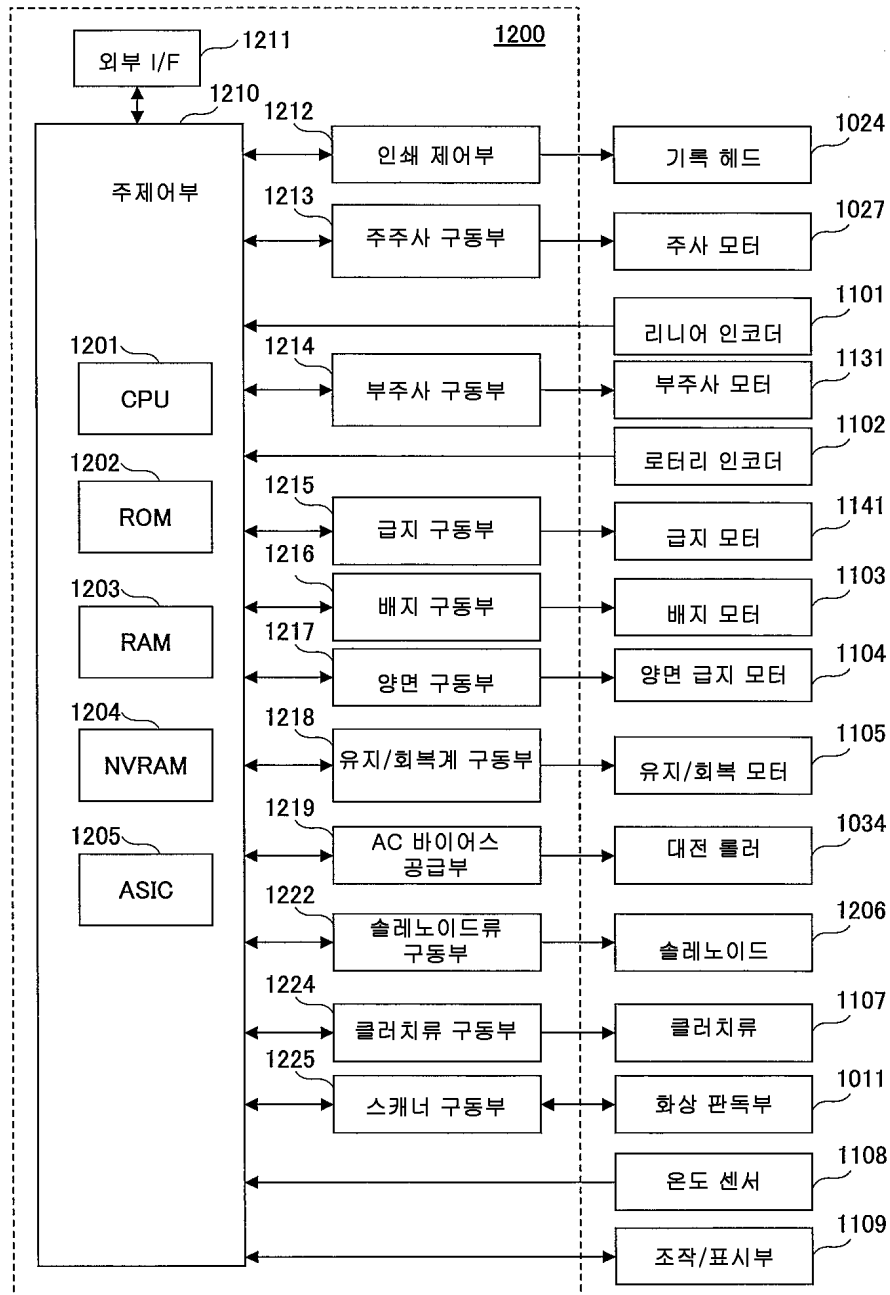 1200
외부 I/F
1211
1210
주제어부
1212
인쇄 제어부
기록 헤드
1024
1213
주주사 구동부
주사 모터
1027
리니어 인코더
1101
1201
CPU
1214
부주사 구동부
부주사 모터
1131
로터리 인코더
1102
1202
ROM
1215
급지 구동부
급지 모터
1141
1216
배지 구동부
배지 모터
1103
1203
RAM
1217
양면 구동부
양면 급지 모터
1104
1204
NVRAM
1218
유지/회복계 구동부
유지/회복 모터
1105
1205
ASIC
1219
AC 바이어스
공급부
대전 롤러
1034
1222
솔레노이드류
구동부
솔레노이드
1206
1224
클러치류 구동부
클러치류
1107
1225
스캐너 구동부
화상 판독부
1011
온도 센서
1108
조작/표시부
1109